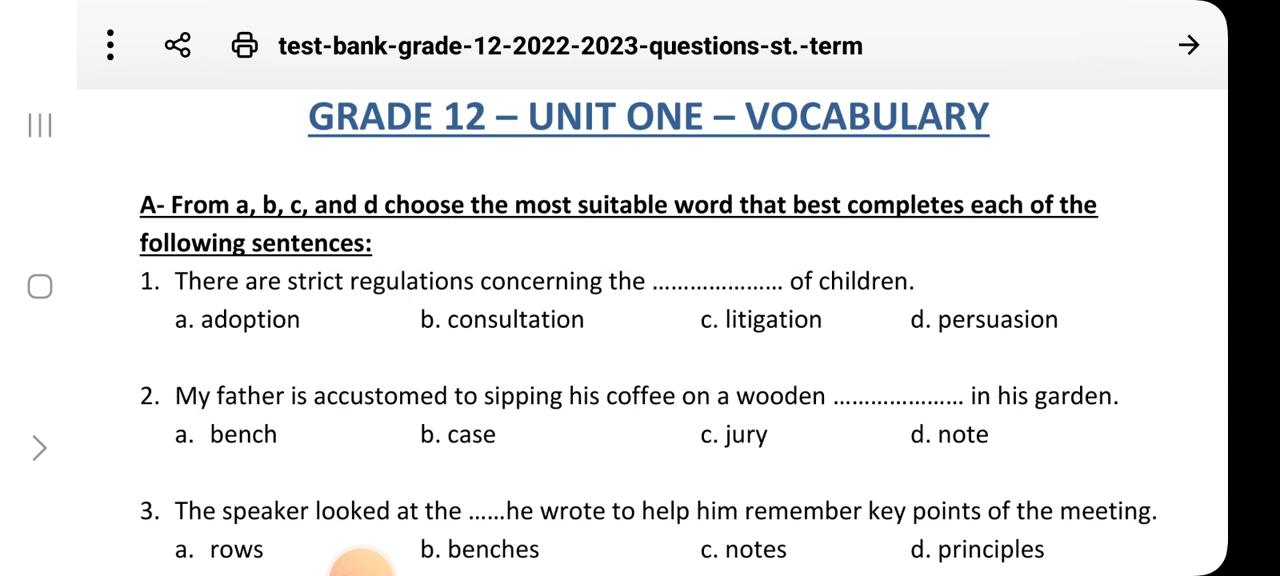 test-bank-grade-12-2022-2023-questions-st.-term
GRADE 12 – UNIT ONE – VOCABULARY
A- From a, b, c, and d choose the most suitable word that best completes each of the
following sentences:
1. There are strict regulations concerning the ..................... of children.
a. adoption b. consultation c. litigation d. persuasion
2. My father is accustomed to sipping his coffee on a wooden ..................... in his garden.
a. bench b. case c. jury d. note
3. The speaker looked at the ......he wrote to help him remember key points of the meeting.
a. rows b. benches c. notes d. principles